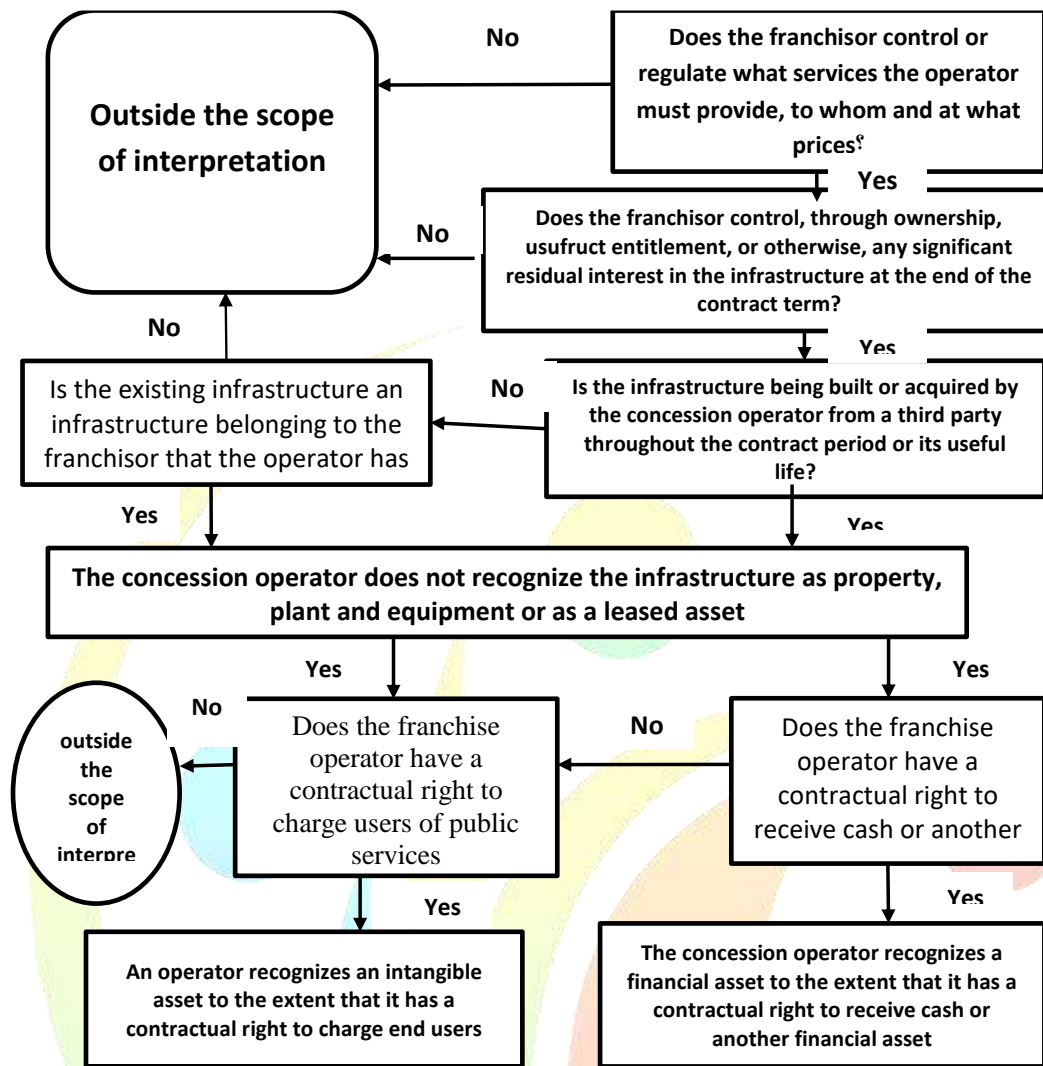 No
Does the franchisor control or
regulate what services the operator
must provide, to whom and at what
prices؟
Outside the scope
of interpretation
Yes
No
Does the franchisor control, through ownership,
usufruct entitlement, or otherwise, any significant
residual interest in the infrastructure at the end of the
contract term?
No
Yes
Is the existing infrastructure an
infrastructure belonging to the
franchisor that the operator has
No
Is the infrastructure being built or acquired by
the concession operator from a third party
throughout the contract period or its useful
life?
Yes
Yes
The concession operator does not recognize the infrastructure as property,
plant and equipment or as a leased asset
Yes
Yes
No
outside
the
scope
of
interpre
Does the franchise
operator have a
contractual right to
charge users of public
services
No
Does the franchise
operator have a
contractual right to
receive cash or another
Yes
Yes
An operator recognizes an intangible
asset to the extent that it has a
contractual right to charge end users
The concession operator recognizes a
financial asset to the extent that it has a
contractual right to receive cash or
another financial asset